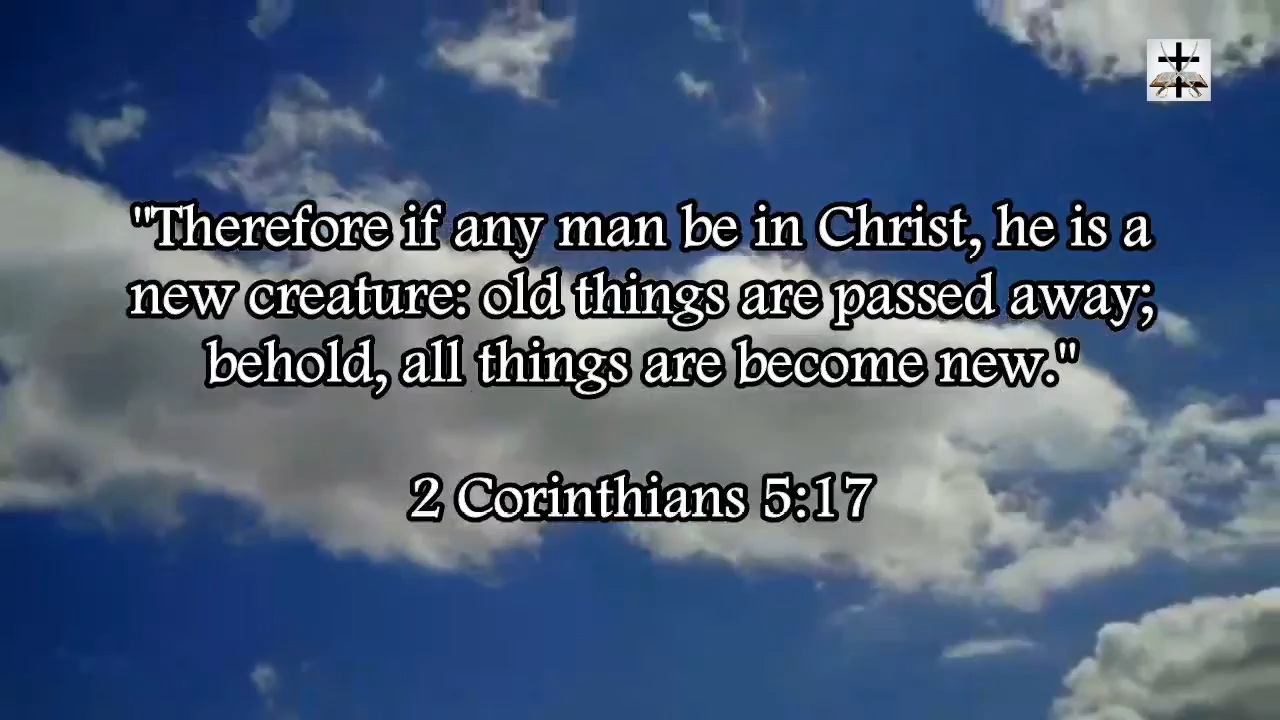 "Therefore if any man be in Christ, he is a
new creature: old things are passed away;
behold, all things are become new."
2 Corinthians 5:17